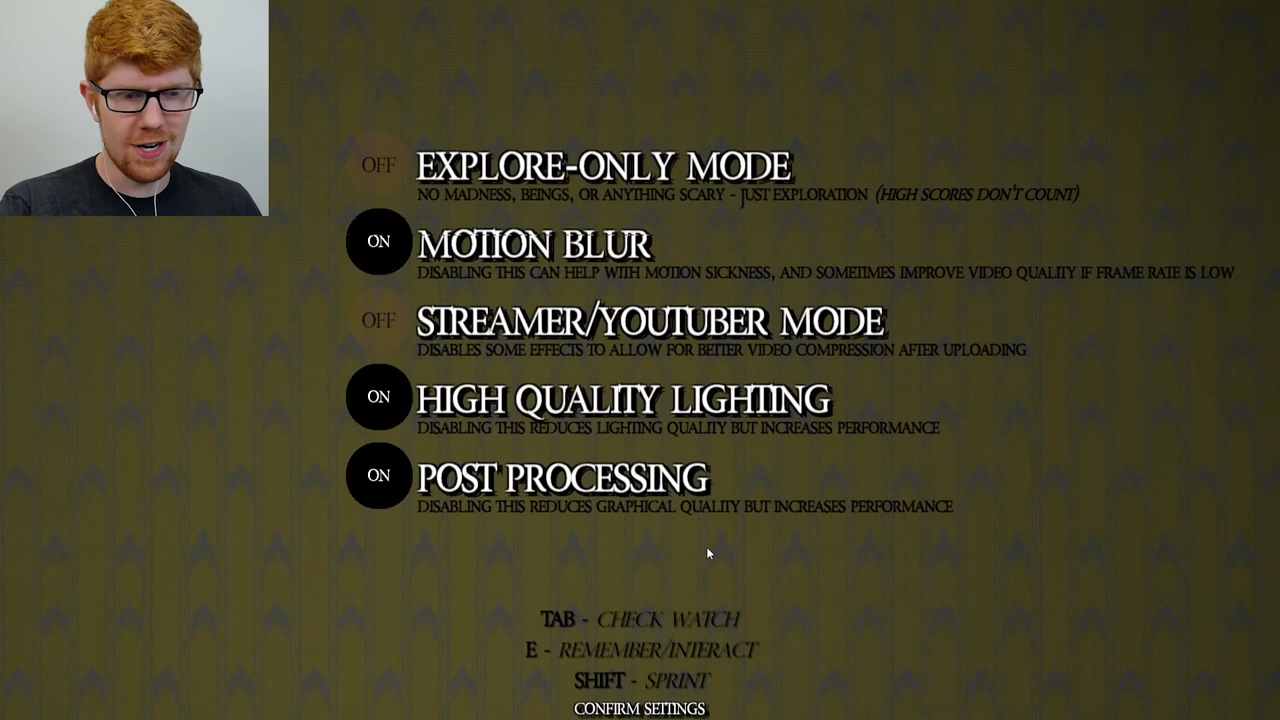 OFF EXPLORE-ONLY MODE
NO MADNESS, BEINGS, OR ANYTHING SCARY - JUST EXPLORATION (HIGH SCORES DON'T COUNT)
ON MOTION BLUR
DISABLING THIS CAN HELP WITH MOTION SICKNESS, AND SOMETIMES IMPROVE VIDEO QUALITY IF FRAME RATE IS LOW
OFF STREAMER/YOUTUBER MODE
DISABLES SOME EFFECTS TO ALLOW FOR BETTER VIDEO COMPRESSION AFTER UPLOADING
ON HIGH QUALITY LIGHTING
DISABLING THIS REDUCES LIGHTING QUALITY BUT INCREASES PERFORMANCE
ON POST PROCESSING
DISABLING THIS REDUCES GRAPHICAL QUALITY BUT INCREASES PERFORMANCE
TAB - CHECK WATCH
E - REMEMBER/INTERACT
SHIFT - SPRINT
CONFIRM SETTINGS